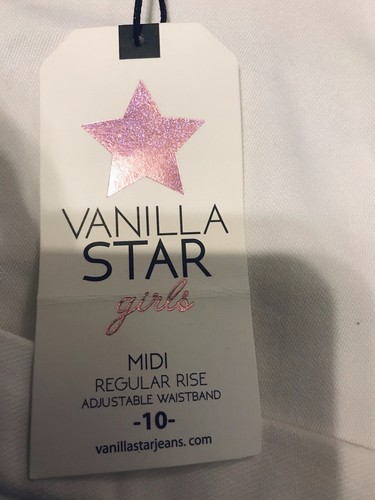 VANILLA
STAR
girls
MIDI
REGULAR RISE
ADJUSTABLE WAISTBAND
-10-
vanillastarjeans.com